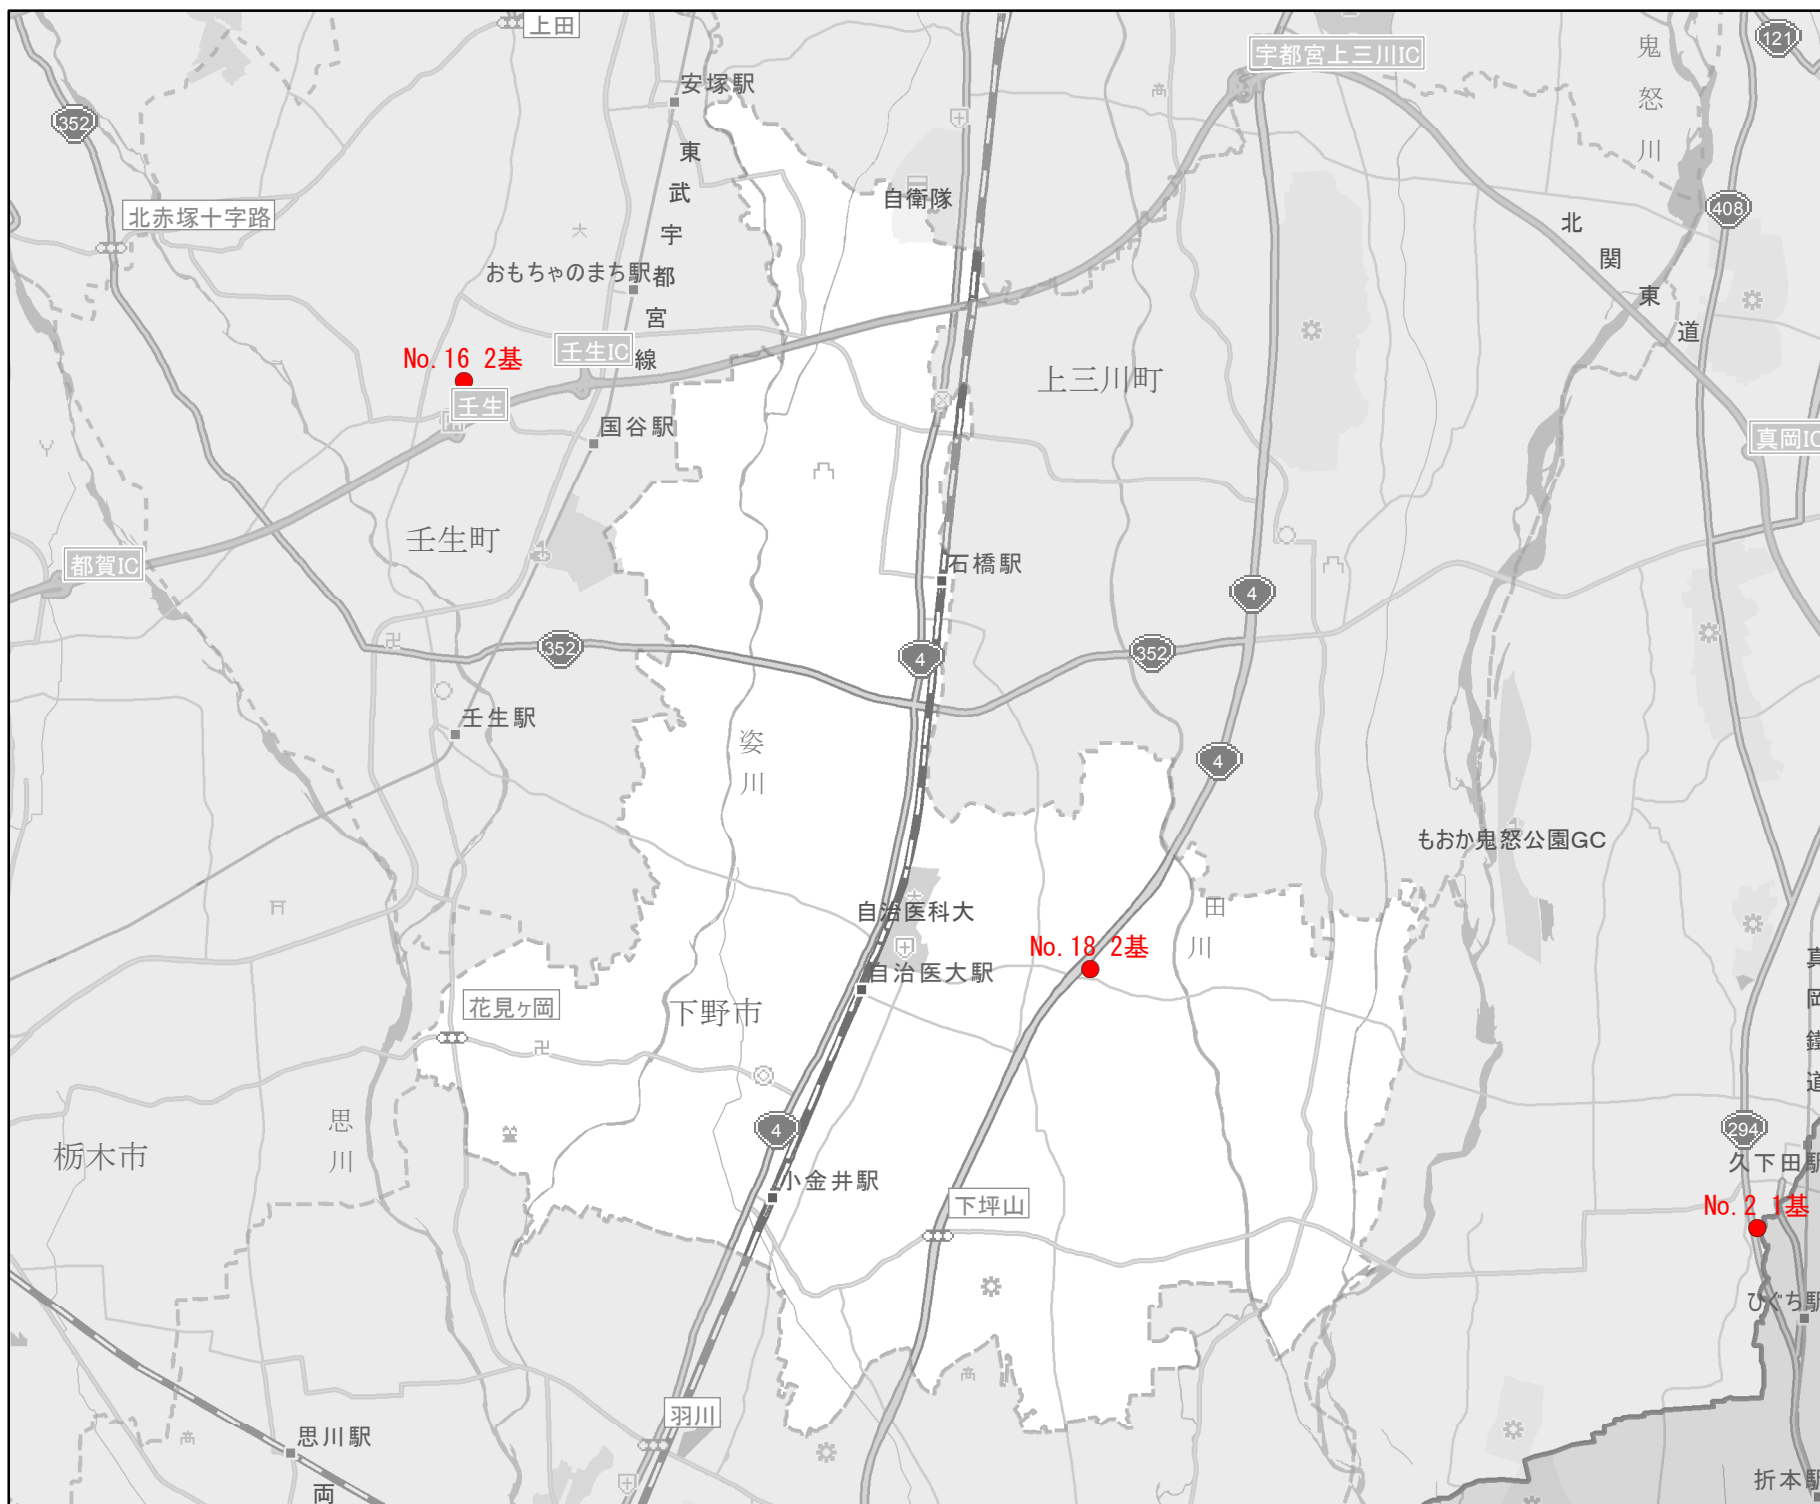 上田
宇都宮上三川IC
121
鬼怒川
安塚駅
352
東武宇都宮線
自衛隊
北赤塚十字路
408
北関東道
おもちゃのまち駅
壬生IC
No.16 2基
壬生
上三川町
国谷駅
真岡IC
壬生町
都賀IC
石橋駅
4
352
4
352
壬生駅
姿川
4
もおか鬼怒公園GC
自治医科大
田川
No.18 2基
自治医大駅
真岡鐵道
花見ヶ岡
下野市
思川
4
294
栃木市
久下田駅
小金井駅
下坪山
No.2 1基
ひぐち駅
羽川
思川駅
両
折本駅